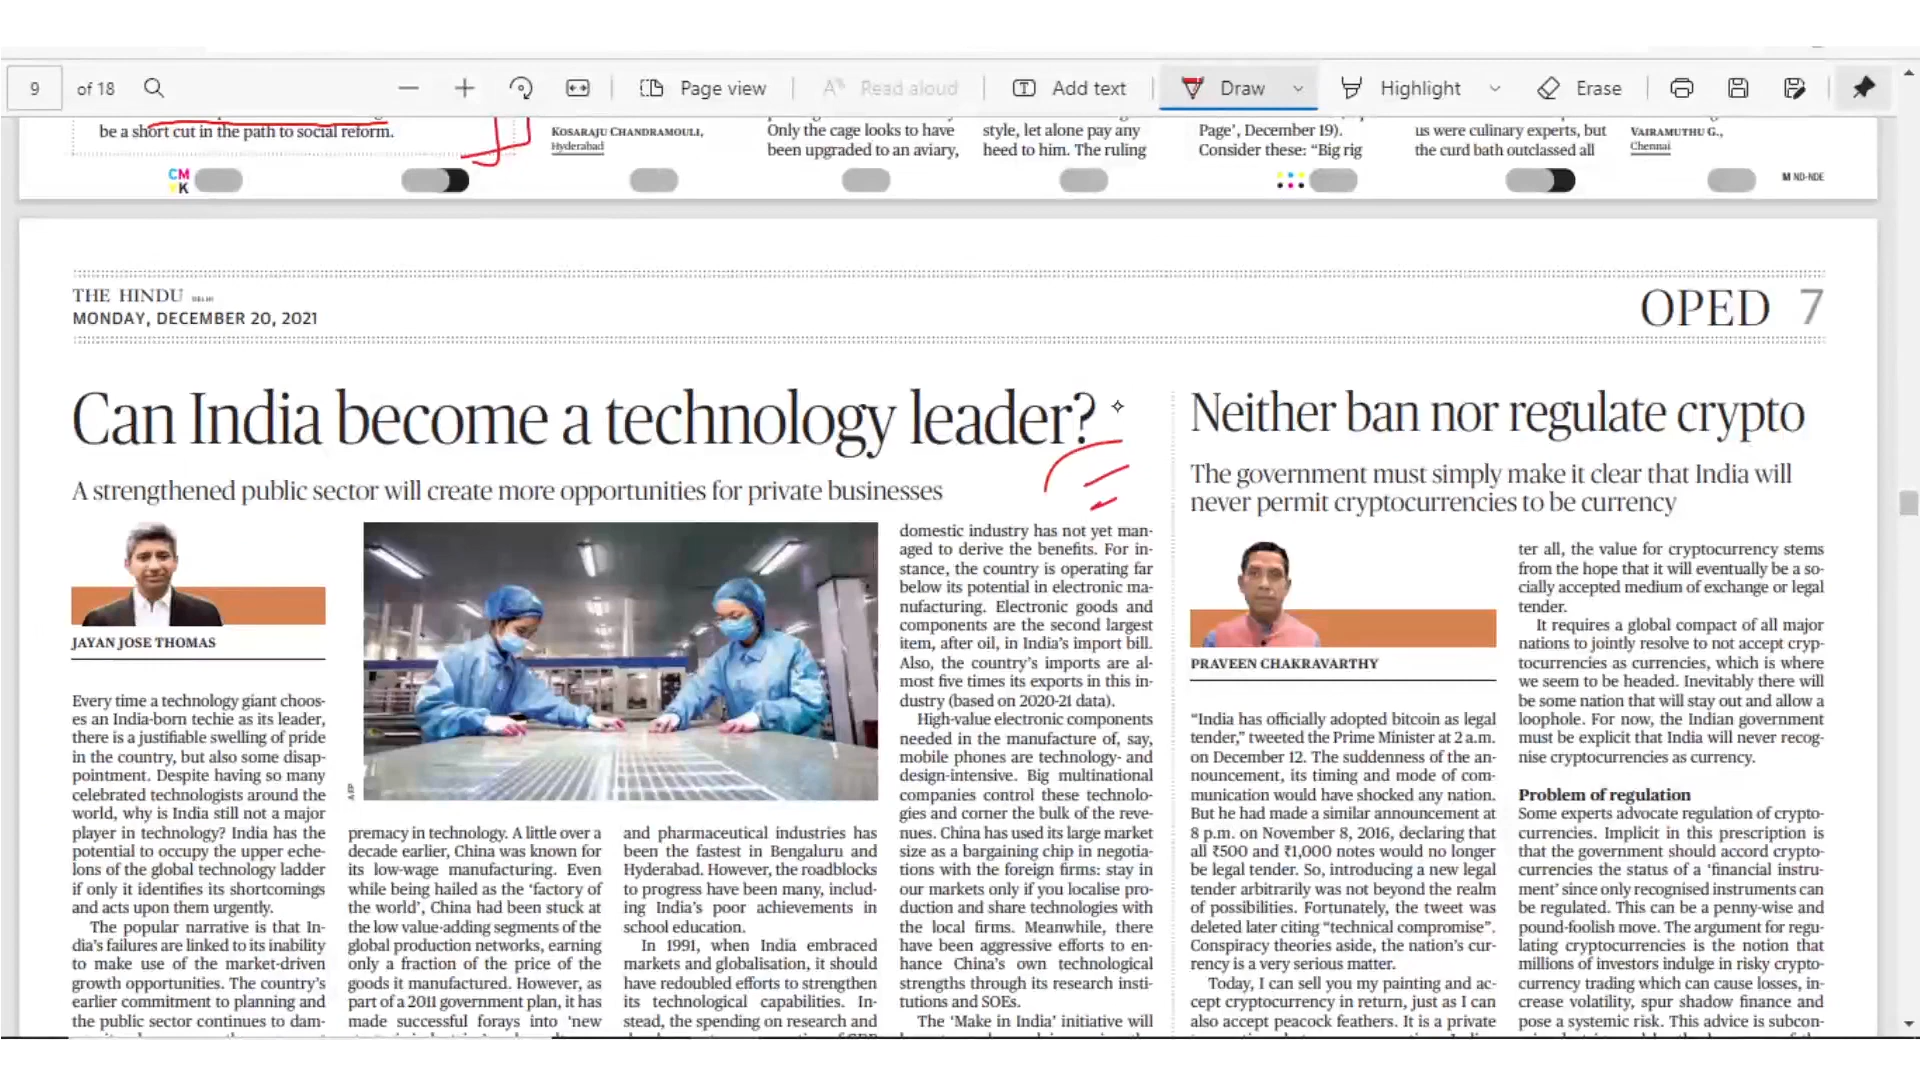 9 of 18
Page view
Read aloud
Add text
Draw
Highlight
Erase
be a short cut in the path to social reform.
KOSARAJU CHANDRAMOULI,
Hyderabad
Only the cage looks to have
been upgraded to an aviary,
style, let alone pay any
heed to him. The ruling
Page’, December 19).
Consider these: “Big rig
us were culinary experts, but
the curd bath outclassed all
VAIRAMUTHU G.,
Chennai
CM
YK
M ND-NDE
THE HINDU DELHI
MONDAY, DECEMBER 20, 2021
OPED 7
Can India become a technology leader?
A strengthened public sector will create more opportunities for private businesses
JAYAN JOSE THOMAS
Every time a technology giant choos-
es an India-born techie as its leader,
there is a justifiable swelling of pride
in the country, but also some disap-
pointment. Despite having so many
celebrated technologists around the
world, why is India still not a major
player in technology? India has the
potential to occupy the upper eche-
lons of the global technology ladder
if only it identifies its shortcomings
and acts upon them urgently.
The popular narrative is that In-
dia’s failures are linked to its inability
to make use of the market-driven
growth opportunities. The country’s
earlier commitment to planning and
the public sector continues to dam-
AFP
premacy in technology. A little over a
decade earlier, China was known for
its low-wage manufacturing. Even
while being hailed as the ‘factory of
the world’, China had been stuck at
the low value-adding segments of the
global production networks, earning
only a fraction of the price of the
goods it manufactured. However, as
part of a 2011 government plan, it has
made successful forays into ‘new
and pharmaceutical industries has
been the fastest in Bengaluru and
Hyderabad. However, the roadblocks
to progress have been many, includ-
ing India’s poor achievements in
school education.
In 1991, when India embraced
markets and globalisation, it should
have redoubled efforts to strengthen
its technological capabilities. In-
stead, the spending on research and
domestic industry has not yet man-
aged to derive the benefits. For in-
stance, the country is operating far
below its potential in electronic ma-
nufacturing. Electronic goods and
components are the second largest
item, after oil, in India’s import bill.
Also, the country’s imports are al-
most five times its exports in this in-
dustry (based on 2020-21 data).
High-value electronic components
needed in the manufacture of, say,
mobile phones are technology- and
design-intensive. Big multinational
companies control these technolo-
gies and corner the bulk of the reve-
nues. China has used its large market
size as a bargaining chip in negotia-
tions with the foreign firms: stay in
our markets only if you localise pro-
duction and share technologies with
the local firms. Meanwhile, there
have been aggressive efforts to en-
hance China’s own technological
strengths through its research insti-
tutions and SOEs.
The ‘Make in India’ initiative will
Neither ban nor regulate crypto
The government must simply make it clear that India will
never permit cryptocurrencies to be currency
PRAVEEN CHAKRAVARTHY
“India has officially adopted bitcoin as legal
tender,” tweeted the Prime Minister at 2 a.m.
on December 12. The suddenness of the an-
nouncement, its timing and mode of com-
munication would have shocked any nation.
But he had made a similar announcement at
8 p.m. on November 8, 2016, declaring that
all ₹500 and ₹1,000 notes would no longer
be legal tender. So, introducing a new legal
tender arbitrarily was not beyond the realm
of possibilities. Fortunately, the tweet was
deleted later citing “technical compromise”.
Conspiracy theories aside, the nation’s cur-
rency is a very serious matter.
Today, I can sell you my painting and ac-
cept cryptocurrency in return, just as I can
also accept peacock feathers. It is a private
ter all, the value for cryptocurrency stems
from the hope that it will eventually be a so-
cially accepted medium of exchange or legal
tender.
It requires a global compact of all major
nations to jointly resolve to not accept cryp-
tocurrencies as currencies, which is where
we seem to be headed. Inevitably there will
be some nation that will stay out and allow a
loophole. For now, the Indian government
must be explicit that India will never recog-
nise cryptocurrencies as currency.
Problem of regulation
Some experts advocate regulation of crypto-
currencies. Implicit in this prescription is
that the government should accord crypto-
currencies the status of a ‘financial instru-
ment’ since only recognised instruments can
be regulated. This can be a penny-wise and
pound-foolish move. The argument for regu-
lating cryptocurrencies is the notion that
millions of investors indulge in risky crypto-
currency trading which can cause losses, in-
crease volatility, spur shadow finance and
pose a systemic risk. This advice is subcon-